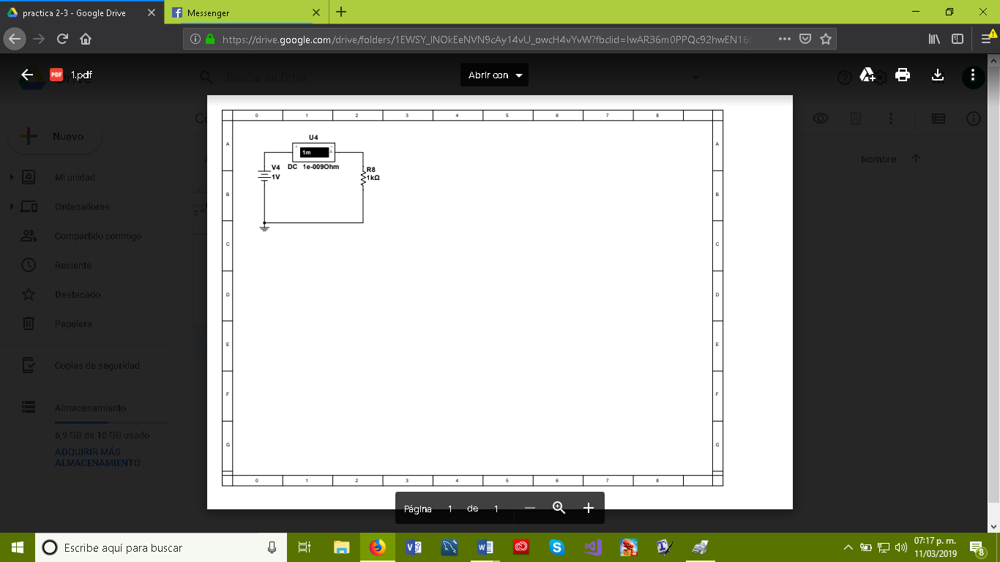 practica 2-3 - Google Drive
Messenger
https://drive.google.com/drive/folders/
1.pdf
Abrir con
Buscar en Drive
Nuevo
Mi unidad
Ordenadores
Compartido conmigo
Reciente
Destacado
Papelera
Copias de seguridad
Almacenamiento
6,9 GB de 15 GB usado
ADQUIRIR MÁS
ALMACENAMIENTO
Nombre
0 1 2 3 4 5 6 7 8
A A
B B
C C
D D
E E
F F
G G
0 1 2 3 4 5 6 7 8
U4
+ -
1m A
V4
1V
DC 1e-009Ohm
R8
1kΩ
Página 1 de 1
Escribe aquí para buscar
07:17 p. m.
11/03/2019
8